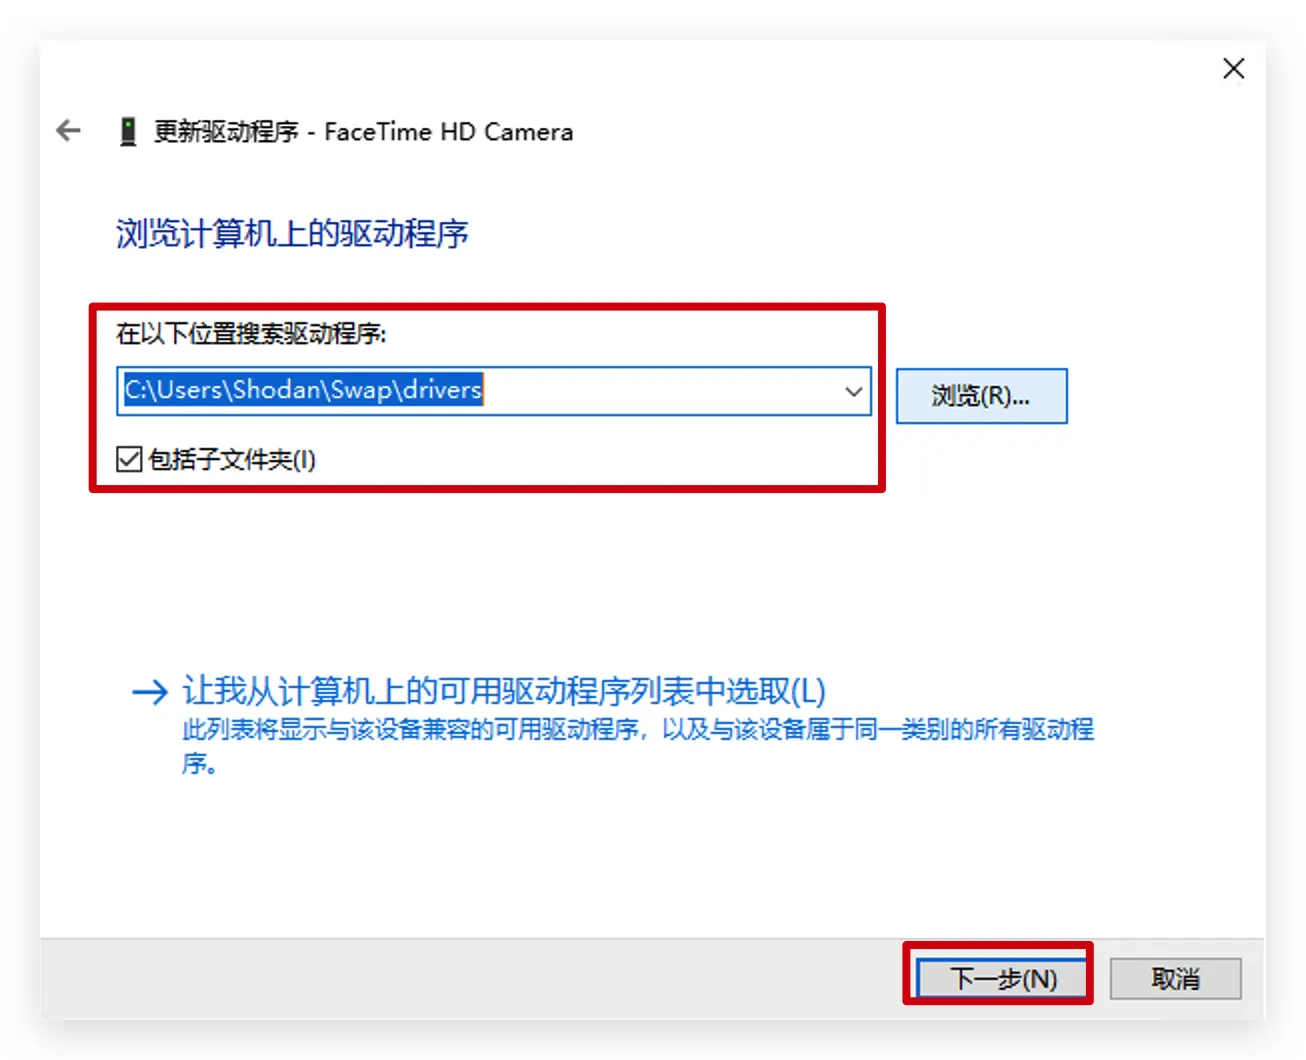 更新驱动程序 - FaceTime HD Camera
浏览计算机上的驱动程序
在以下位置搜索驱动程序:
C:\Users\Shodan\Swap\drivers
浏览(R)...
包括子文件夹(I)
让我从计算机上的可用驱动程序列表中选取(L)
此列表将显示与该设备兼容的可用驱动程序，以及与该设备属于同一类别的所有驱动程
序。
下一步(N)
取消